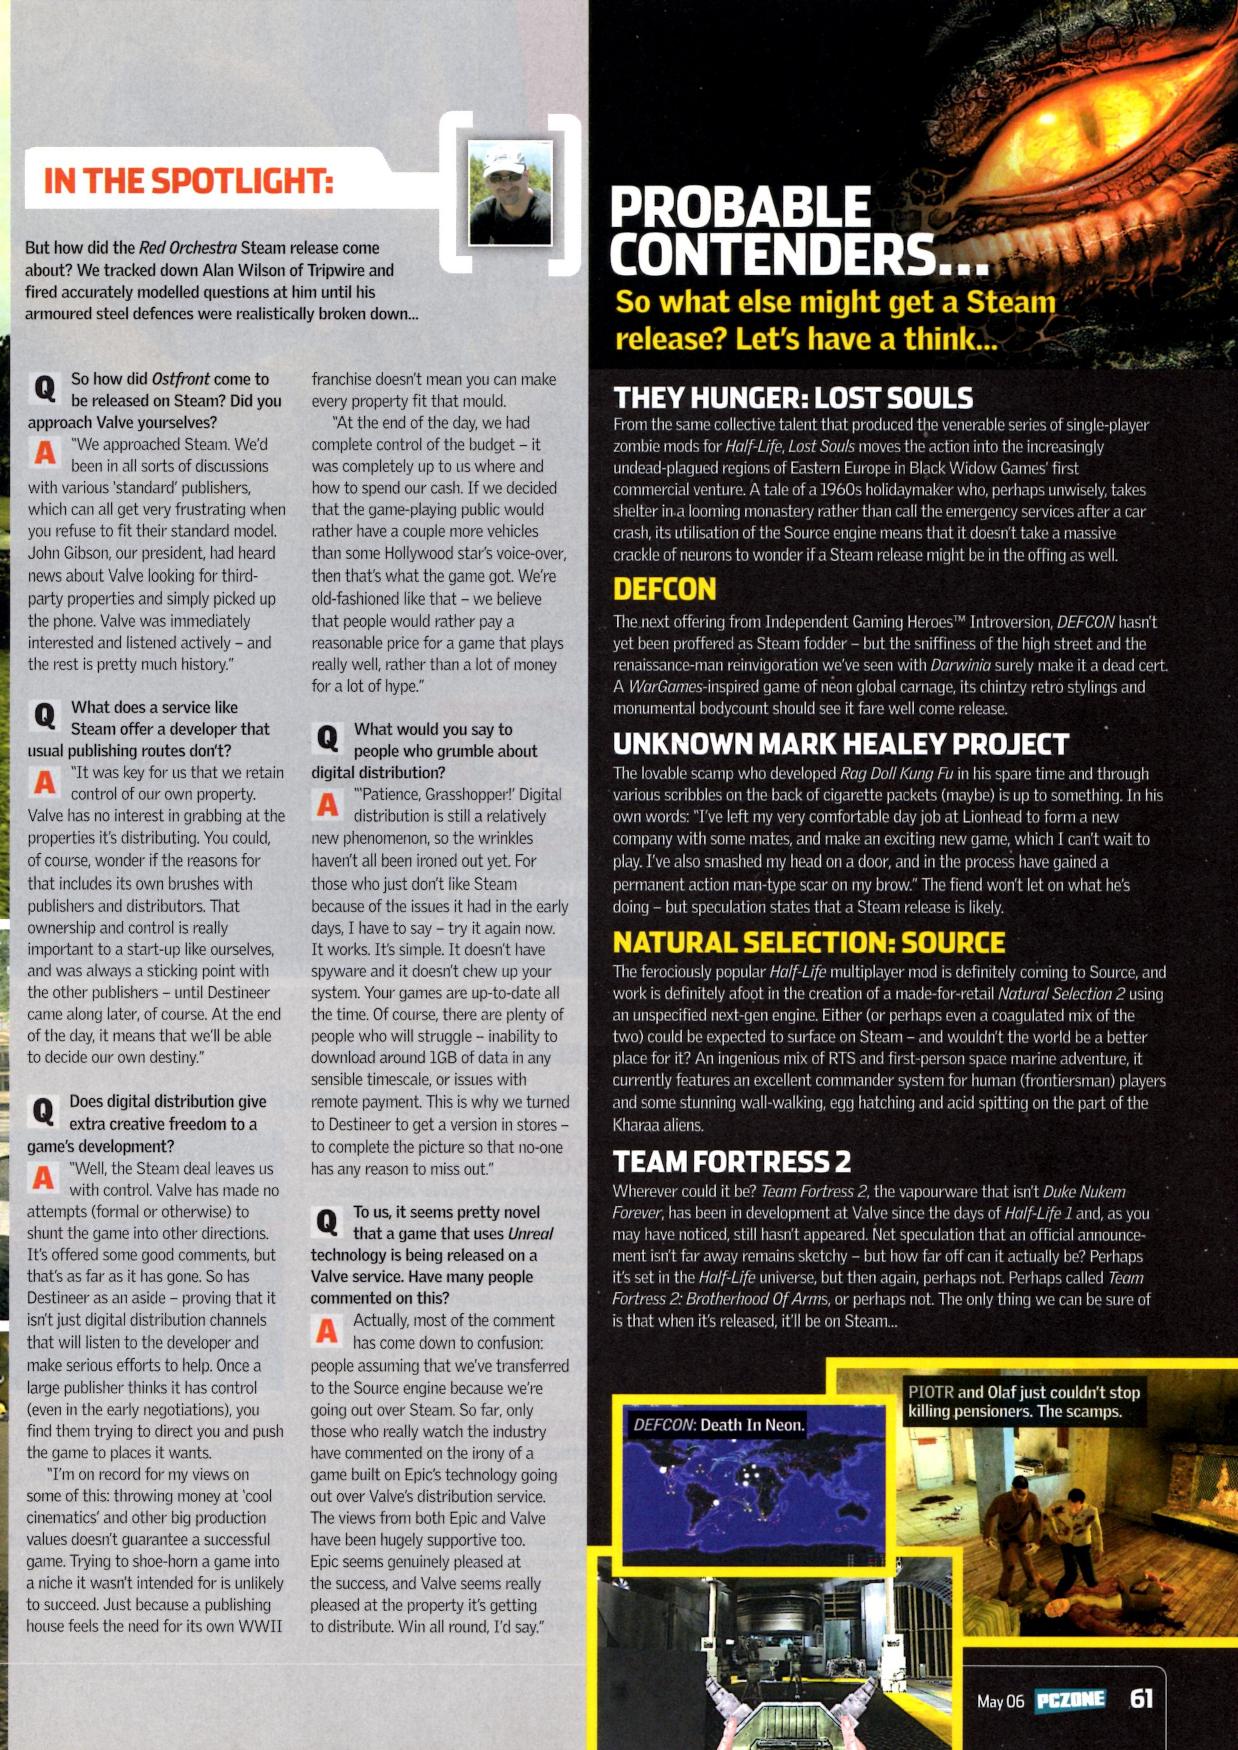 IN THE SPOTLIGHT:
But how did the Red Orchestra Steam release come
about? We tracked down Alan Wilson of Tripwire and
fired accurately modelled questions at him until his
armoured steel defences were realistically broken down...
Q So how did Ostfront come to
be released on Steam? Did you
approach Valve yourselves?
A "We approached Steam. We'd
been in all sorts of discussions
with various 'standard' publishers,
which can all get very frustrating when
you refuse to fit their standard model.
John Gibson, our president, had heard
news about Valve looking for third-
party properties and simply picked up
the phone. Valve was immediately
interested and listened actively – and
the rest is pretty much history."
Q What does a service like
Steam offer a developer that
usual publishing routes don't?
A "It was key for us that we retain
control of our own property.
Valve has no interest in grabbing at the
properties it's distributing. You could,
of course, wonder if the reasons for
that includes its own brushes with
publishers and distributors. That
ownership and control is really
important to a start-up like ourselves,
and was always a sticking point with
the other publishers – until Destineer
came along later, of course. At the end
of the day, it means that we'll be able
to decide our own destiny."
Q Does digital distribution give
extra creative freedom to a
game's development?
A "Well, the Steam deal leaves us
with control. Valve has made no
attempts (formal or otherwise) to
shunt the game into other directions.
It's offered some good comments, but
that's as far as it has gone. So has
Destineer as an aside – proving that it
isn't just digital distribution channels
that will listen to the developer and
make serious efforts to help. Once a
large publisher thinks it has control
(even in the early negotiations), you
find them trying to direct you and push
the game to places it wants.
"I'm on record for my views on
some of this: throwing money at 'cool
cinematics' and other big production
values doesn't guarantee a successful
game. Trying to shoe-horn a game into
a niche it wasn't intended for is unlikely
to succeed. Just because a publishing
house feels the need for its own WWII
franchise doesn't mean you can make
every property fit that mould.
"At the end of the day, we had
complete control of the budget – it
was completely up to us where and
how to spend our cash. If we decided
that the game-playing public would
rather have a couple more vehicles
than some Hollywood star's voice-over,
then that's what the game got. We're
old-fashioned like that – we believe
that people would rather pay a
reasonable price for a game that plays
really well, rather than a lot of money
for a lot of hype."
Q What would you say to
people who grumble about
digital distribution?
A "'Patience, Grasshopper!' Digital
distribution is still a relatively
new phenomenon, so the wrinkles
haven't all been ironed out yet. For
those who just don't like Steam
because of the issues it had in the early
days, I have to say – try it again now.
It works. It's simple. It doesn't have
spyware and it doesn't chew up your
system. Your games are up-to-date all
the time. Of course, there are plenty of
people who will struggle – inability to
download around 1GB of data in any
sensible timescale, or issues with
remote payment. This is why we turned
to Destineer to get a version in stores –
to complete the picture so that no-one
has any reason to miss out."
Q To us, it seems pretty novel
that a game that uses Unreal
technology is being released on a
Valve service. Have many people
commented on this?
A Actually, most of the comment
has come down to confusion:
people assuming that we've transferred
to the Source engine because we're
going out over Steam. So far, only
those who really watch the industry
have commented on the irony of a
game built on Epic's technology going
out over Valve's distribution service.
The views from both Epic and Valve
have been hugely supportive too.
Epic seems genuinely pleased at
the success, and Valve seems really
pleased at the property it's getting
to distribute. Win all round, I'd say."
PROBABLE
CONTENDERS...
So what else might get a Steam
release? Let's have a think...
THEY HUNGER: LOST SOULS
From the same collective talent that produced the venerable series of single-player
zombie mods for Half-Life, Lost Souls moves the action into the increasingly
undead-plagued regions of Eastern Europe in Black Widow Games' first
commercial venture. A tale of a 1960s holidaymaker who, perhaps unwisely, takes
shelter in a looming monastery rather than call the emergency services after a car
crash, its utilisation of the Source engine means that it doesn't take a massive
crackle of neurons to wonder if a Steam release might be in the offing as well.
DEFCON
The next offering from Independent Gaming Heroes™ Introversion, DEFCON hasn't
yet been proffered as Steam fodder – but the sniffiness of the high street and the
renaissance-man reinvigoration we've seen with Darwinia surely make it a dead cert.
A WarGames-inspired game of neon global carnage, its chintzy retro stylings and
monumental bodycount should see it fare well come release.
UNKNOWN MARK HEALEY PROJECT
The lovable scamp who developed Rag Doll Kung Fu in his spare time and through
various scribbles on the back of cigarette packets (maybe) is up to something. In his
own words: "I've left my very comfortable day job at Lionhead to form a new
company with some mates, and make an exciting new game, which I can't wait to
play. I've also smashed my head on a door, and in the process have gained a
permanent action man-type scar on my brow." The fiend won't let on what he's
doing – but speculation states that a Steam release is likely.
NATURAL SELECTION: SOURCE
The ferociously popular Half-Life multiplayer mod is definitely coming to Source, and
work is definitely afoot in the creation of a made-for-retail Natural Selection 2 using
an unspecified next-gen engine. Either (or perhaps even a coagulated mix of the
two) could be expected to surface on Steam – and wouldn't the world be a better
place for it? An ingenious mix of RTS and first-person space marine adventure, it
currently features an excellent commander system for human (frontiersman) players
and some stunning wall-walking, egg hatching and acid spitting on the part of the
Kharaa aliens.
TEAM FORTRESS 2
Wherever could it be? Team Fortress 2, the vapourware that isn't Duke Nukem
Forever, has been in development at Valve since the days of Half-Life 1 and, as you
may have noticed, still hasn't appeared. Net speculation that an official announce-
ment isn't far away remains sketchy – but how far off can it actually be? Perhaps
it's set in the Half-Life universe, but then again, perhaps not. Perhaps called Team
Fortress 2: Brotherhood Of Arms, or perhaps not. The only thing we can be sure of
is that when it's released, it'll be on Steam...
DEFCON: Death In Neon.
PIOTR and Olaf just couldn't stop
killing pensioners. The scamps.
May 06 PCZONE 61